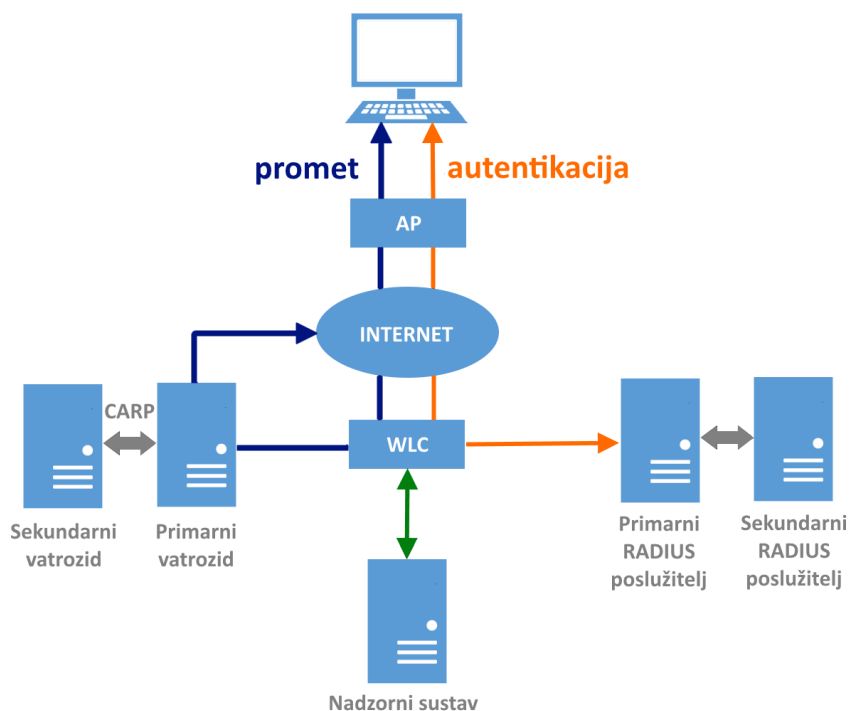 promet
autentikacija
AP
INTERNET
CARP
WLC
Sekundarni
vatrozid
Primarni
vatrozid
Primarni
RADIUS
poslužitelj
Sekundarni
RADIUS
poslužitelj
Nadzorni sustav